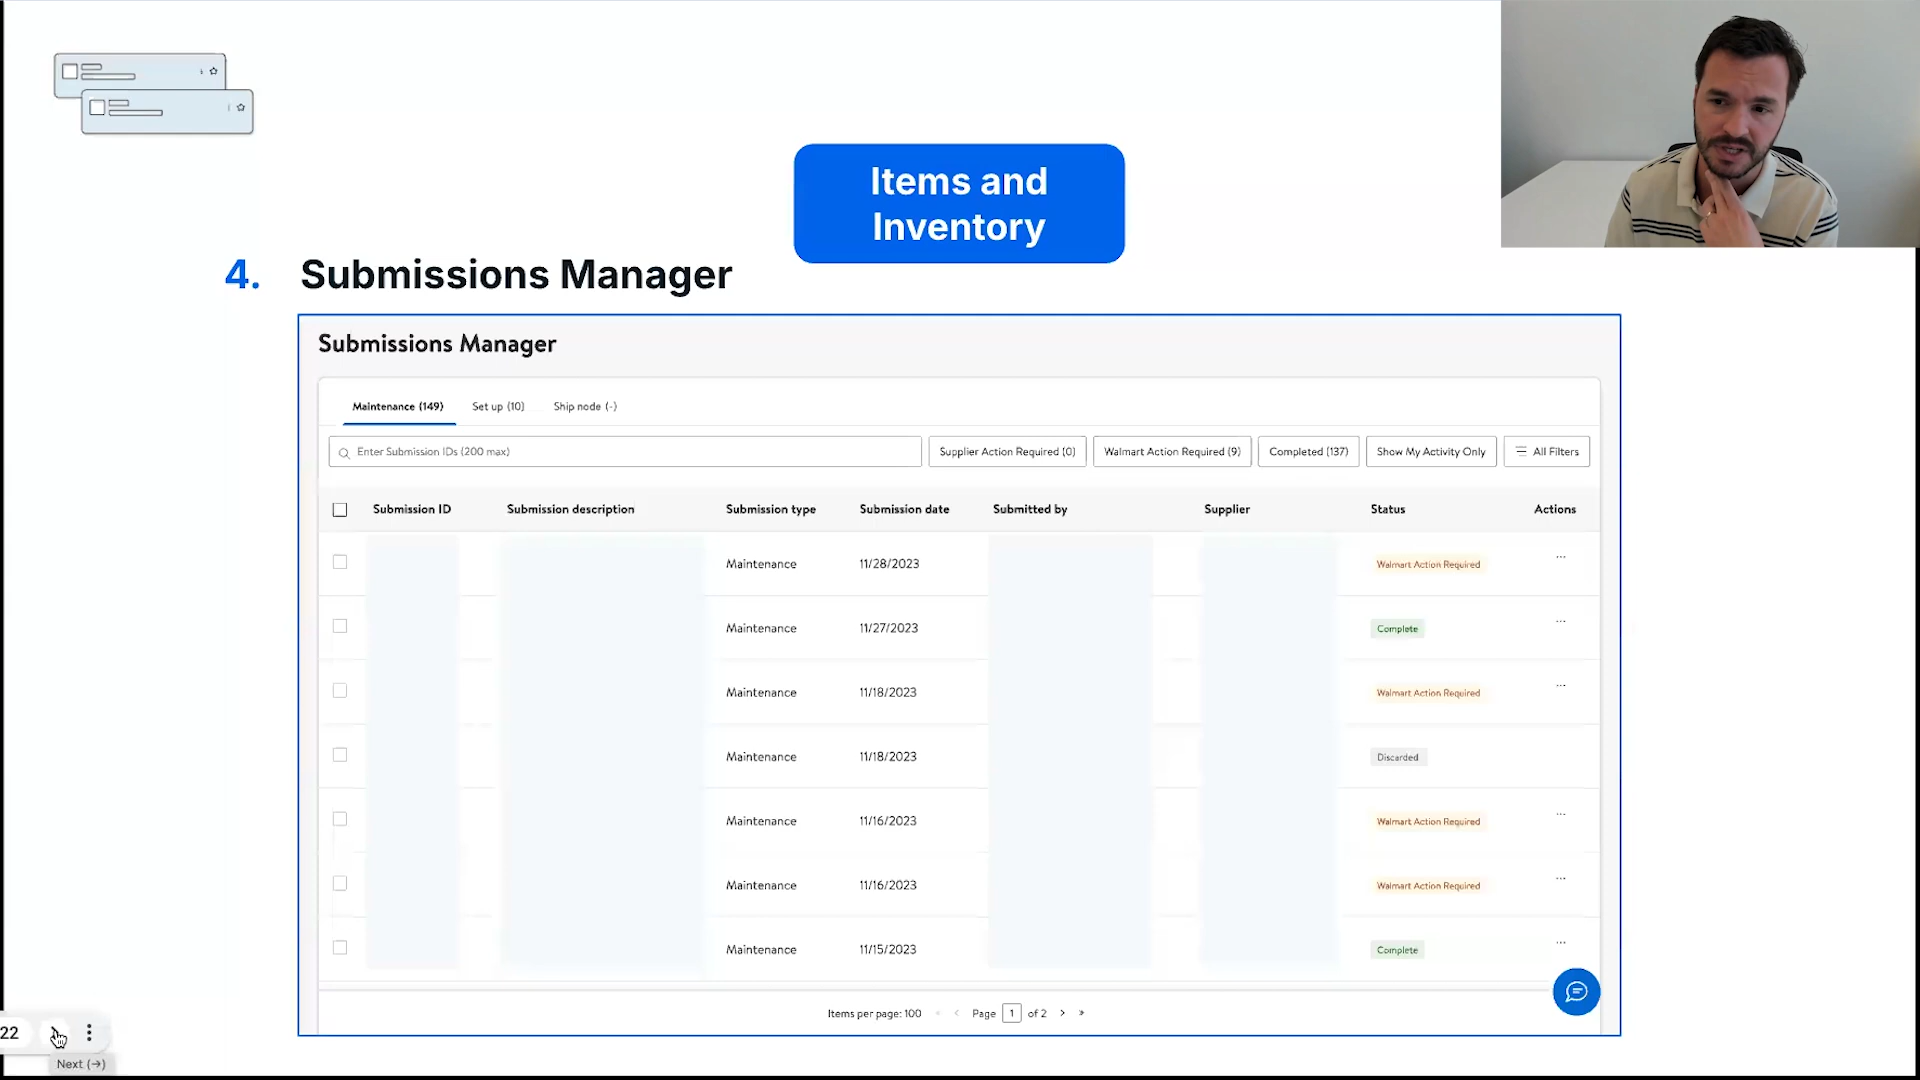 Items and
Inventory
4. Submissions Manager
Submissions Manager
Maintenance (149) Set up (10) Ship node (-)
Enter Submission IDs (200 max) Supplier Action Required (0) Walmart Action Required (9) Completed (137) Show My Activity Only All Filters
Submission ID Submission description Submission type Submission date Submitted by Supplier Status Actions
Maintenance 11/28/2023 Walmart Action Required ...
Maintenance 11/27/2023 Complete ...
Maintenance 11/18/2023 Walmart Action Required ...
Maintenance 11/18/2023 Discarded
Maintenance 11/16/2023 Walmart Action Required ...
Maintenance 11/16/2023 Walmart Action Required ...
Maintenance 11/15/2023 Complete ...
Items per page: 100 « < Page 1 of 2 > »
22
Next (→)